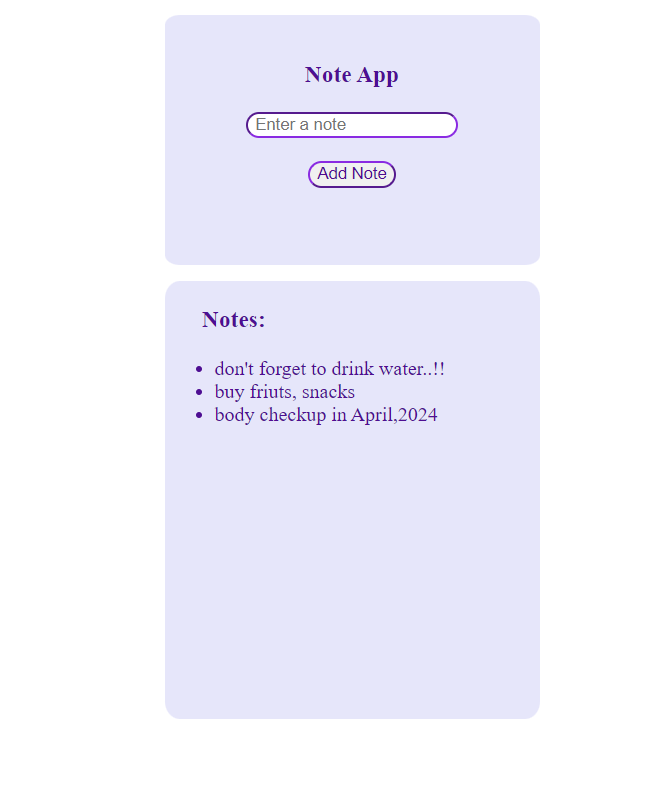 Note App
Enter a note
Add Note
Notes:
don't forget to drink water..!!
buy friuts, snacks
body checkup in April,2024